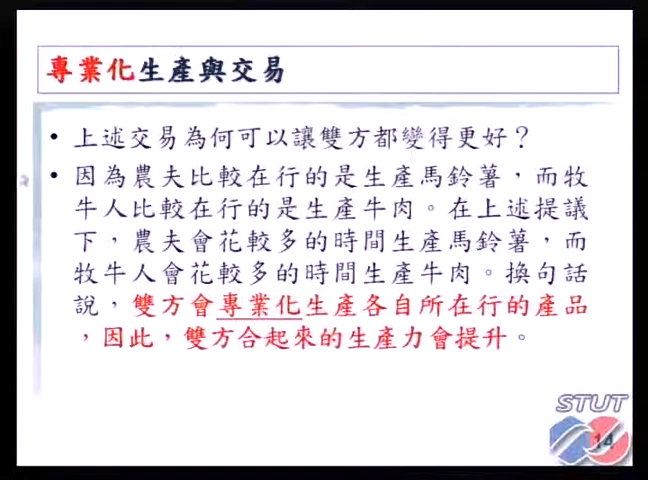 專業化生產與交易
• 上述交易為何可以讓雙方都變得更好？
• 因為農夫比較在行的是生產馬鈴薯，而牧
牛人比較在行的是生產牛肉。在上述提議
下，農夫會花較多的時間生產馬鈴薯，而
牧牛人會花較多的時間生產牛肉。換句話
說，雙方會專業化生產各自所在行的產品
，因此，雙方合起來的生產力會提升。
STUT
14